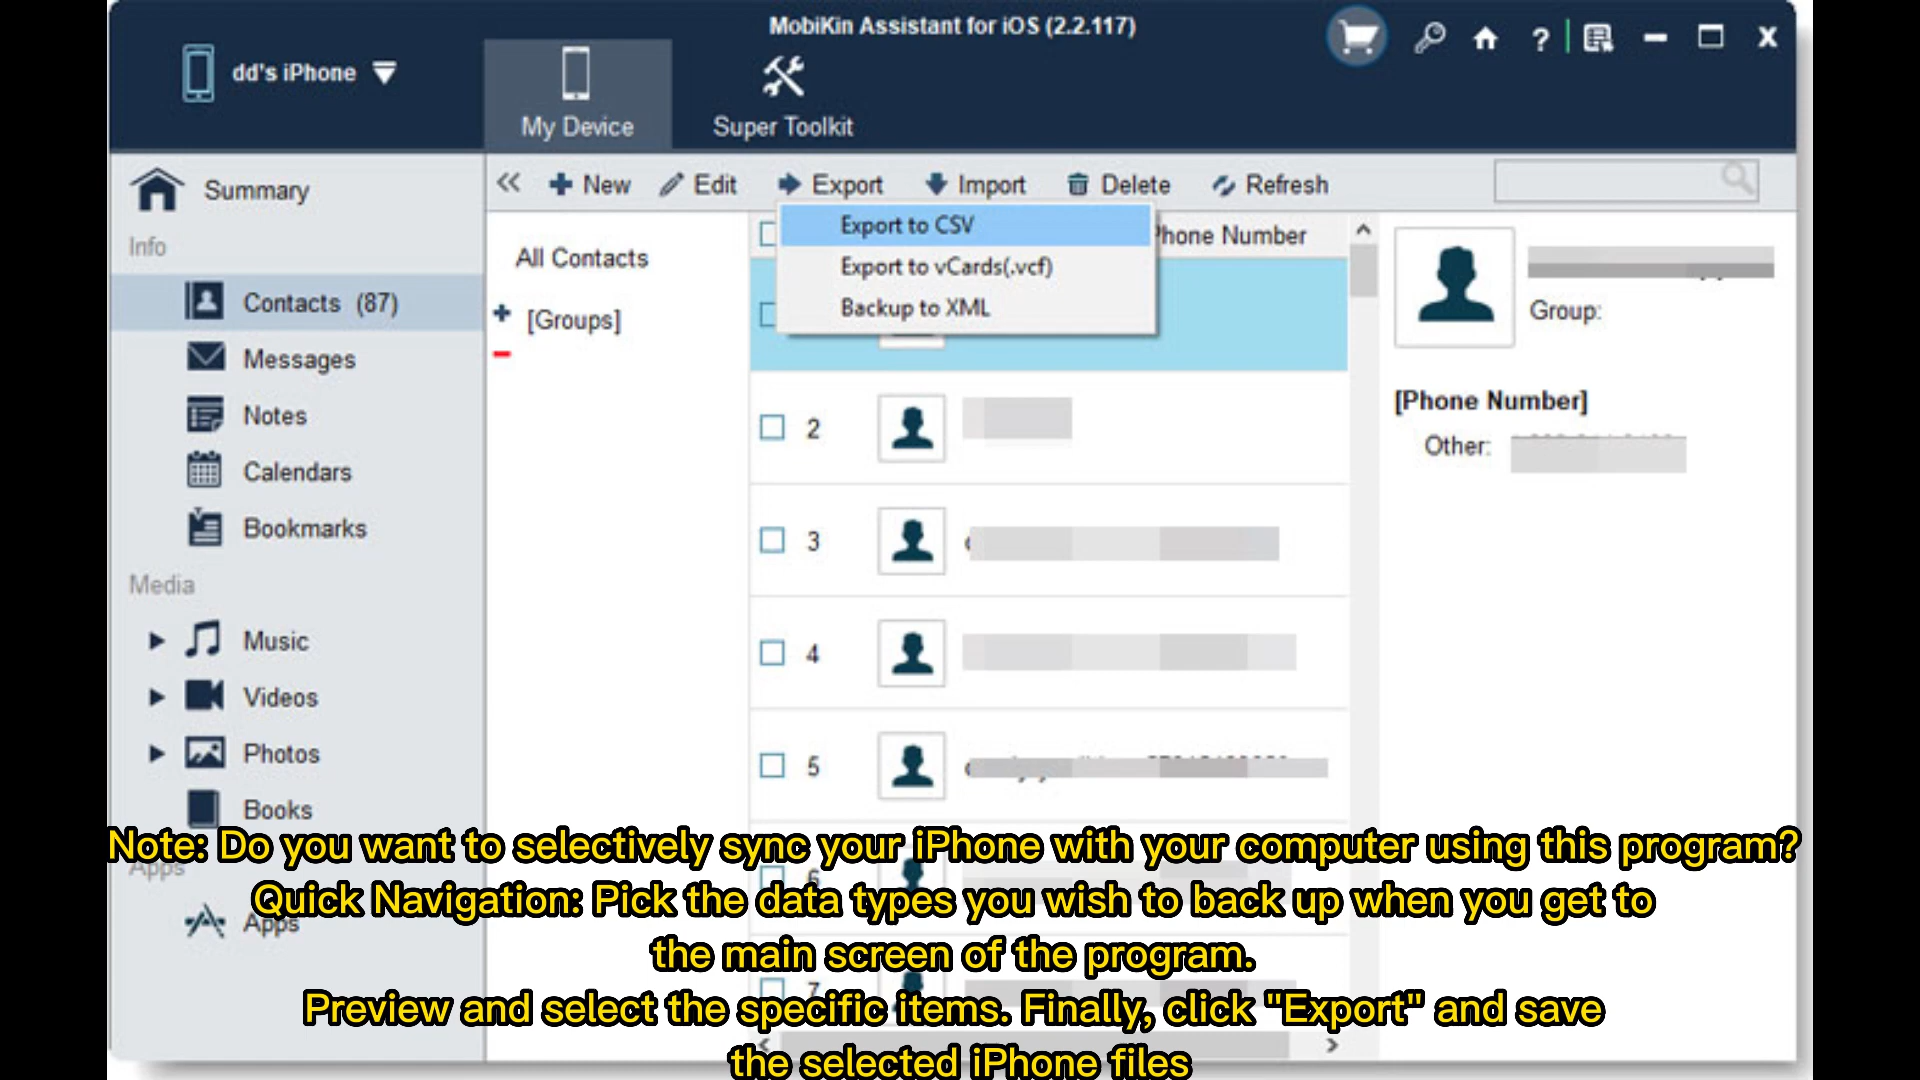 MobiKin Assistant for iOS (2.2.117)
dd's iPhone
My Device
Super Toolkit
?
Summary
Info
Contacts (87)
Messages
Notes
Calendars
Bookmarks
Media
Music
Videos
Photos
Books
Apps
Apps
New
Edit
Export
Import
Delete
Refresh
Export to CSV
Export to vCards(.vcf)
Backup to XML
All Contacts
[Groups]
Phone Number
2
3
4
5
6
7
Group:
[Phone Number]
Other:
Note: Do you want to selectively sync your iPhone with your computer using this program?
Quick Navigation: Pick the data types you wish to back up when you get to
the main screen of the program.
Preview and select the specific items. Finally, click "Export" and save
the selected iPhone files